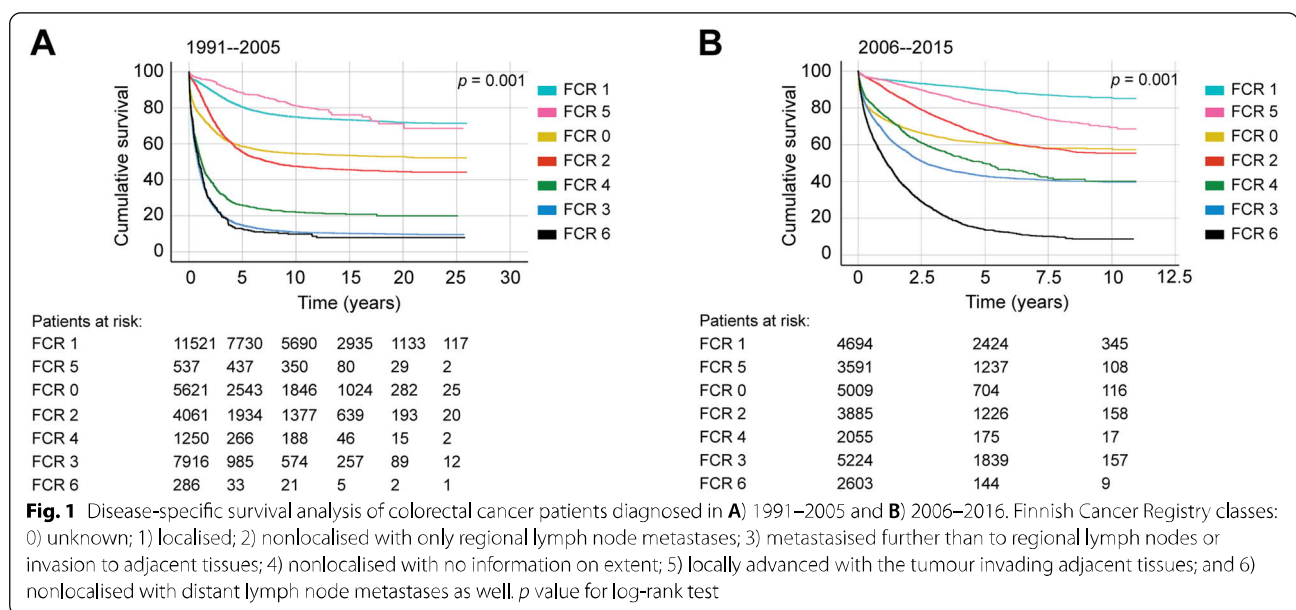 A
1991--2005
p = 0.001
100
80
60
40
20
0
Cumulative survival
0 5 10 15 20 25 30
Time (years)
FCR 1
FCR 5
FCR 0
FCR 2
FCR 4
FCR 3
FCR 6
Patients at risk:
FCR 1 11521 7730 5690 2935 1133 117
FCR 5 537 437 350 80 29 2
FCR 0 5621 2543 1846 1024 282 25
FCR 2 4061 1934 1377 639 193 20
FCR 4 1250 266 188 46 15 2
FCR 3 7916 985 574 257 89 12
FCR 6 286 33 21 5 2 1
B
2006--2015
p = 0.001
100
80
60
40
20
0
Cumulative survival
0 2.5 5 7.5 10 12.5
Time (years)
FCR 1
FCR 5
FCR 0
FCR 2
FCR 4
FCR 3
FCR 6
Patients at risk:
FCR 1 4694 2424 345
FCR 5 3591 1237 108
FCR 0 5009 704 116
FCR 2 3885 1226 158
FCR 4 2055 175 17
FCR 3 5224 1839 157
FCR 6 2603 144 9
Fig. 1 Disease-specific survival analysis of colorectal cancer patients diagnosed in A) 1991–2005 and B) 2006–2016. Finnish Cancer Registry classes:
0) unknown; 1) localised; 2) nonlocalised with only regional lymph node metastases; 3) metastasised further than to regional lymph nodes or
invasion to adjacent tissues; 4) nonlocalised with no information on extent; 5) locally advanced with the tumour invading adjacent tissues; and 6)
nonlocalised with distant lymph node metastases as well. p value for log-rank test